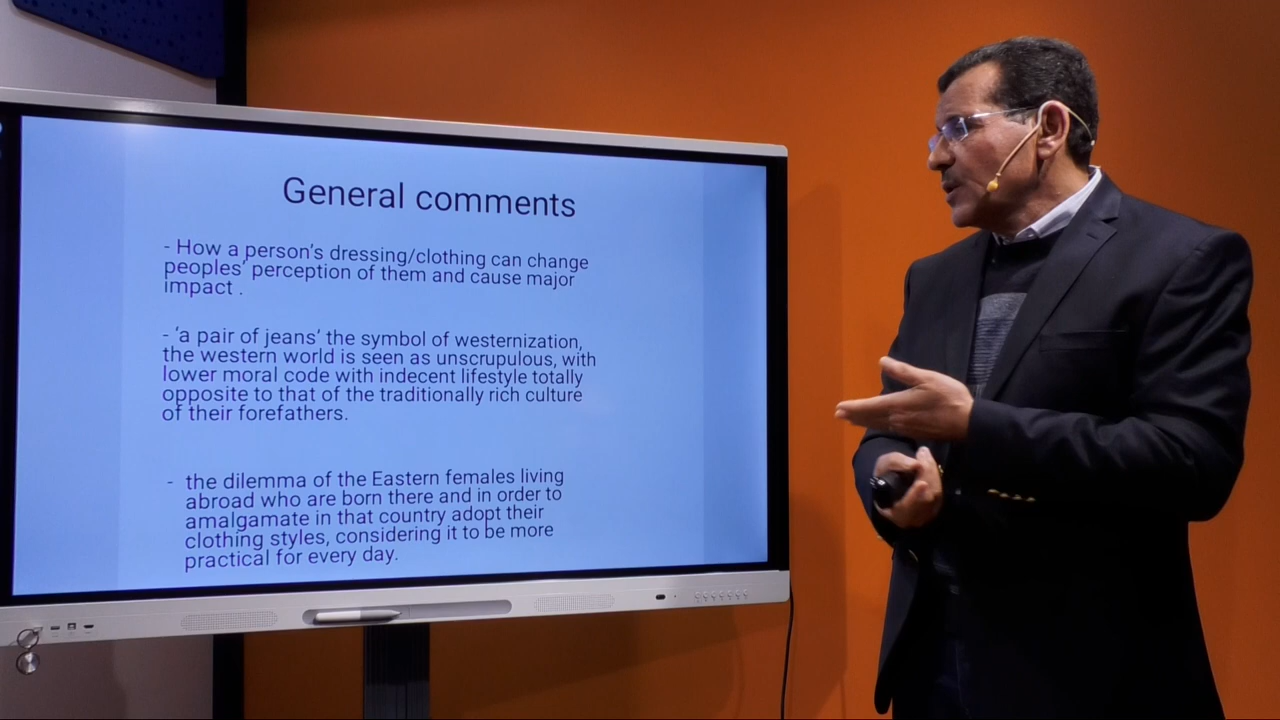 General comments
- How a person's dressing/clothing can change
peoples' perception of them and cause major
impact .
- 'a pair of jeans' the symbol of westernization,
the western world is seen as unscrupulous, with
lower moral code with indecent lifestyle totally
opposite to that of the traditionally rich culture
of their forefathers.
- the dilemma of the Eastern females living
abroad who are born there and in order to
amalgamate in that country adopt their
clothing styles, considering it to be more
practical for every day.